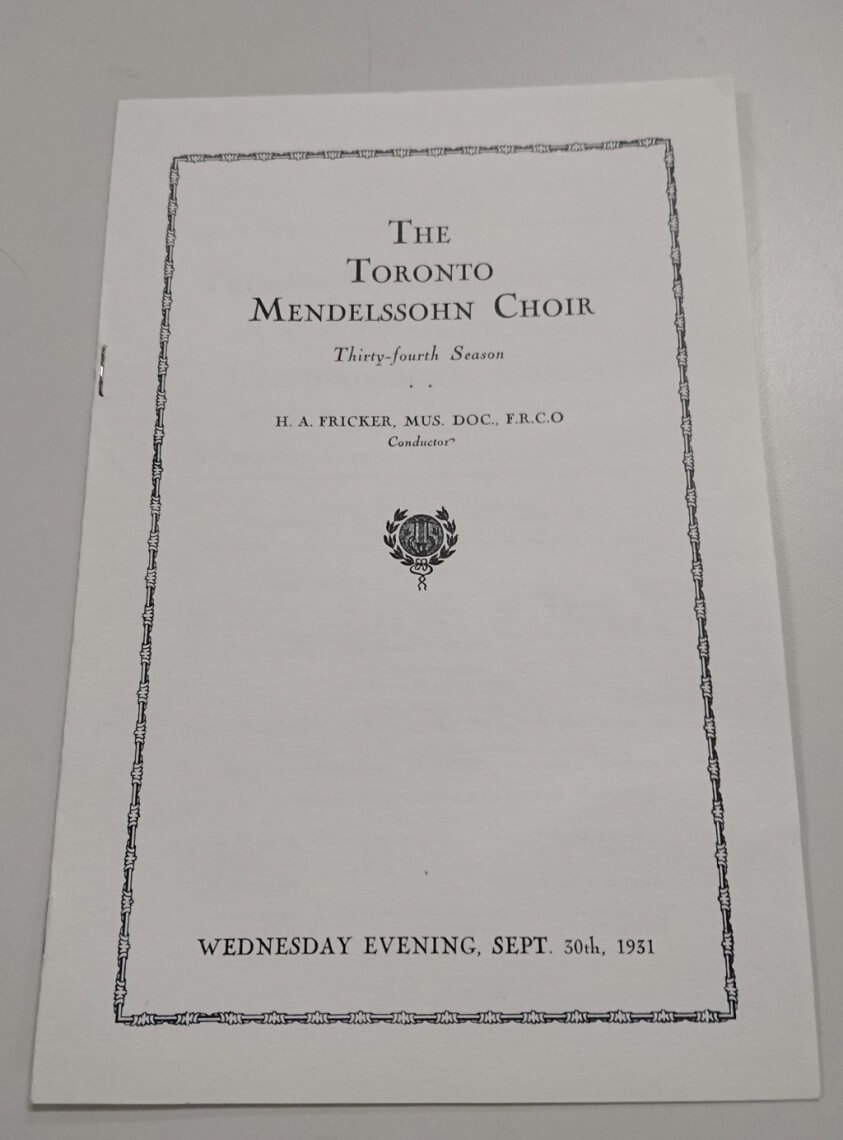 THE
TORONTO
MENDELSSOHN CHOIR
Thirty-fourth Season
H. A. FRICKER, MUS. DOC., F.R.C.O
Conductor
WEDNESDAY EVENING, SEPT. 30th, 1931